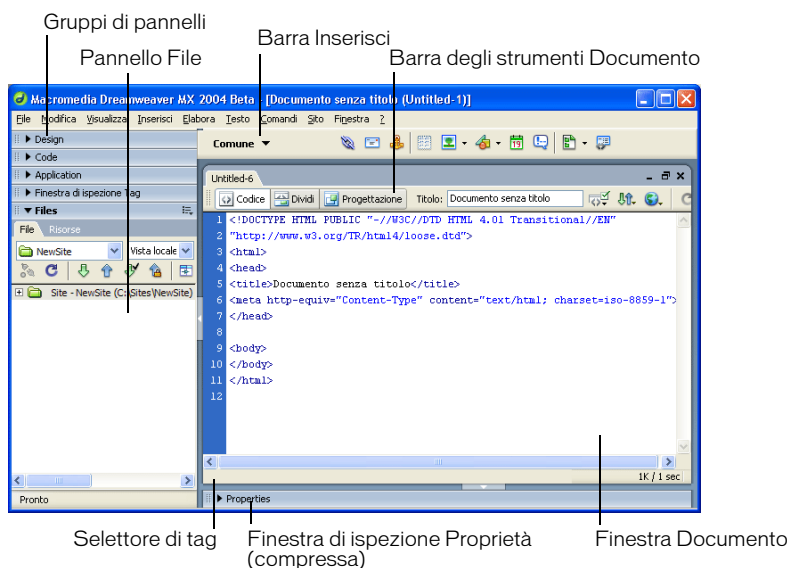 Gruppi di pannelli
Barra Inserisci
Pannello File
Barra degli strumenti Documento
Macromedia Dreamweaver MX 2004 Beta - [Documento senza titolo (Untitled-1)]
File Modifica Visualizza Inserisci Elabora Testo Comandi Sito Finestra ?
Design
Code
Application
Finestra di ispezione Tag
Files
File Risorse
NewSite Vista locale
Site - NewSite (C:\Sites\NewSite)
Pronto
Comune
Untitled-6
Codice Dividi Progettazione Titolo: Documento senza titolo
1 <!DOCTYPE HTML PUBLIC "-//W3C//DTD HTML 4.01 Transitional//EN"
2 "http://www.w3.org/TR/html4/loose.dtd">
3 <html>
4 <head>
5 <title>Documento senza titolo</title>
6 <meta http-equiv="Content-Type" content="text/html; charset=iso-8859-1">
7 </head>
8
9 <body>
10 </body>
11 </html>
12
1K / 1 sec
Properties
Selettore di tag
Finestra di ispezione Proprietà
(compressa)
Finestra Documento